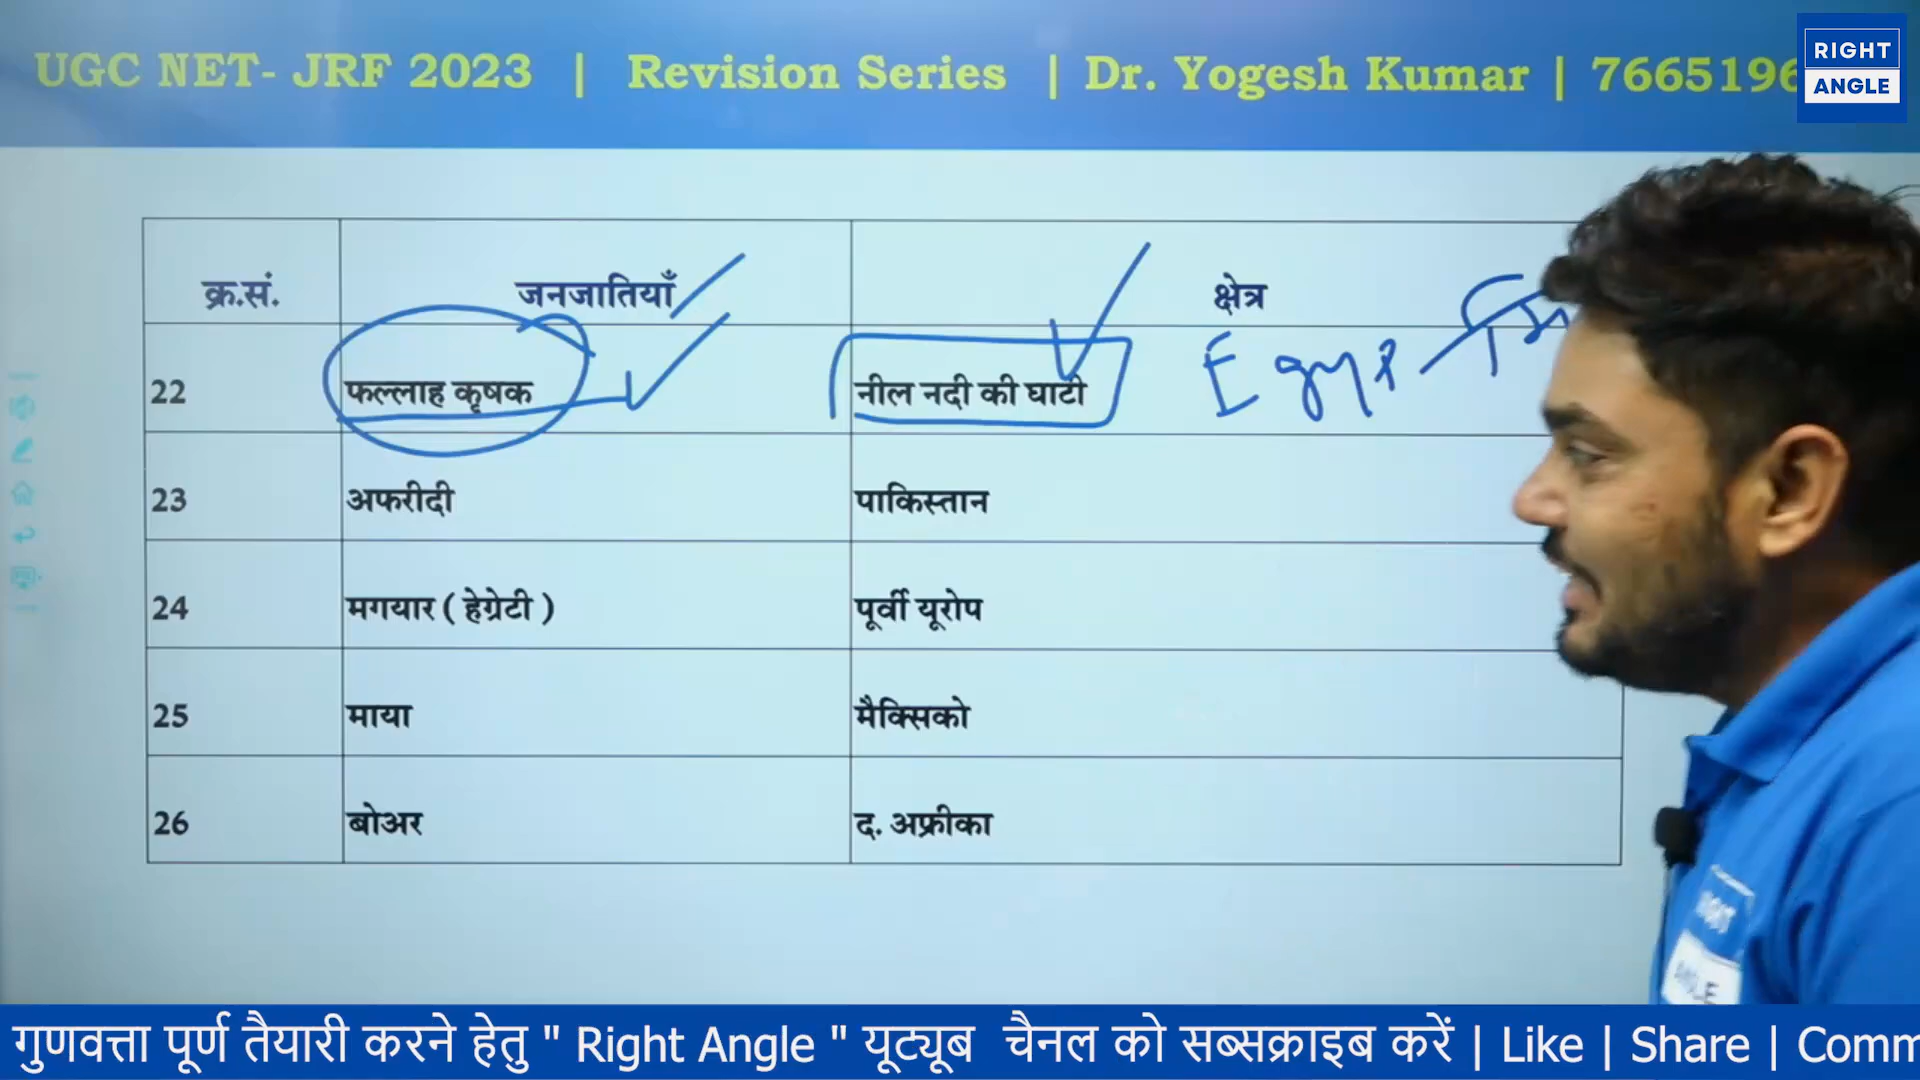 UGC NET- JRF 2023 | Revision Series | Dr. Yogesh Kumar | 7665196
RIGHT
ANGLE
क्र.सं. जनजातियाँ क्षेत्र
22 फल्लाह कृषक नील नदी की घाटी Egypt
23 अफरीदी पाकिस्तान
24 मगयार ( हेग्रेटी ) पूर्वी यूरोप
25 माया मैक्सिको
26 बोअर द. अफ्रीका
गुणवत्ता पूर्ण तैयारी करने हेतु " Right Angle " यूट्यूब चैनल को सब्सक्राइब करें | Like | Share | Comm